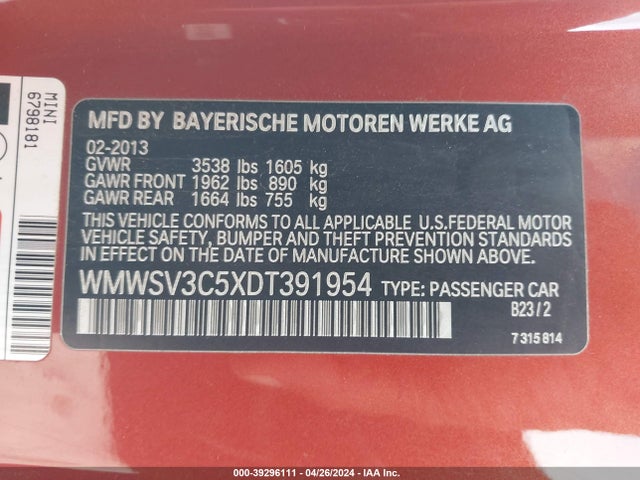 MINI
6798181
MFD BY BAYERISCHE MOTOREN WERKE AG
02-2013
GVWR 3538 lbs 1605 kg
GAWR FRONT 1962 lbs 890 kg
GAWR REAR 1664 lbs 755 kg
THIS VEHICLE CONFORMS TO ALL APPLICABLE U.S.FEDERAL MOTOR
VEHICLE SAFETY, BUMPER AND THEFT PREVENTION STANDARDS
IN EFFECT ON THE DATE OF MANUFACTURE SHOWN ABOVE:
WMWSV3C5XDT391954 TYPE: PASSENGER CAR
B23/2
7 315 814
000-39296111 - 04/26/2024 - IAA Inc.